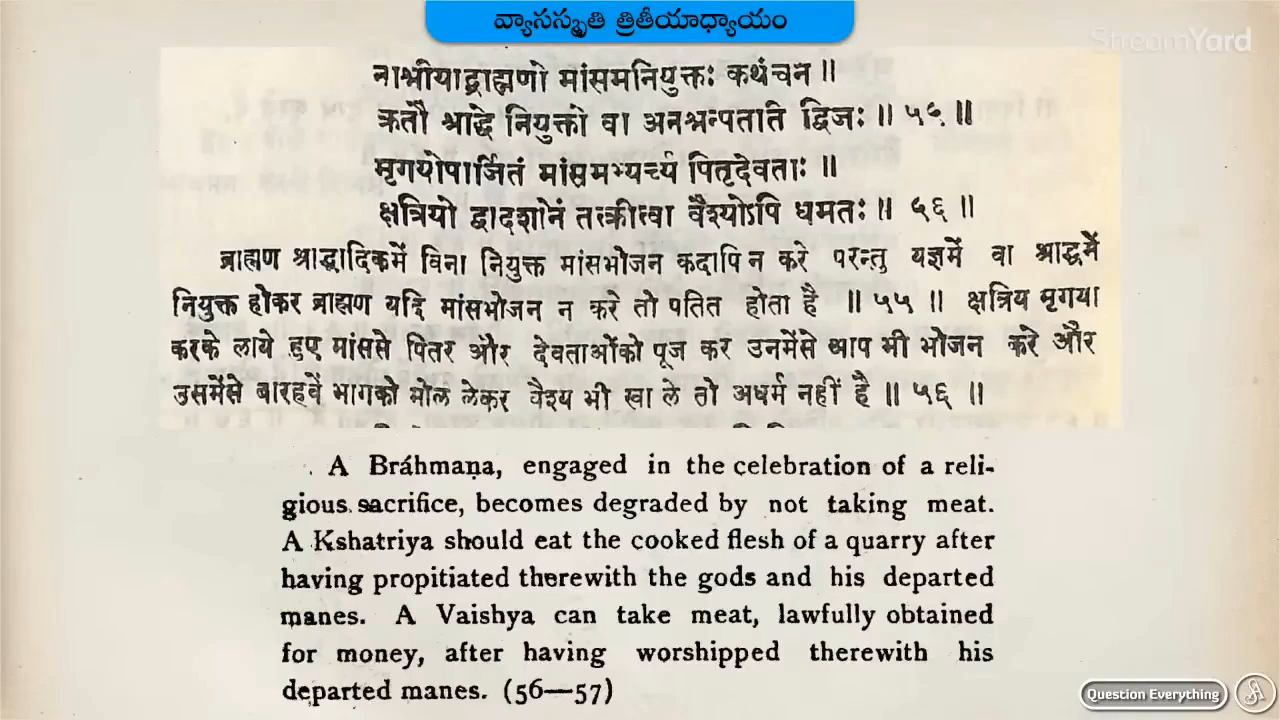 వ్యాసస్మృతి త్రితీయాధ్యాయం
StreamYard
नाश्नीयाद्ब्राह्मणो मांसमनियुक्तः कथंचन ॥
क्रतौ श्राद्धे नियुक्तो वा अनश्नन्पतति द्विजः ॥ ५५ ॥
मृगयोपार्जितं मांसमभ्यर्च्य पितृदेवताः ॥
क्षत्रियो द्वादशोनं तत्क्रीत्वा वैश्योऽपि धर्मतः ॥ ५६ ॥
ब्राह्मण श्राद्धादिकमें विना नियुक्त मांसभोजन कदापि न करे परन्तु यज्ञमें वा श्राद्धमें
नियुक्त होकर ब्राह्मण यदि मांसभोजन न करे तो पतित होता है ॥ ५५ ॥ क्षत्रिय मृगया
करके लाये हुए मांससे पितर और देवताओंको पूज कर उनमेंसे आप भी भोजन करे और
उसमेंसे बारहवें भागको मोल लेकर वैश्य भी खा ले तो अधर्म नहीं है ॥ ५६ ॥
A Bráhmaṇa, engaged in the celebration of a reli-
gious sacrifice, becomes degraded by not taking meat.
A Kshatriya should eat the cooked flesh of a quarry after
having propitiated therewith the gods and his departed
manes. A Vaishya can take meat, lawfully obtained
for money, after having worshipped therewith his
departed manes. (56—57)
Question Everything